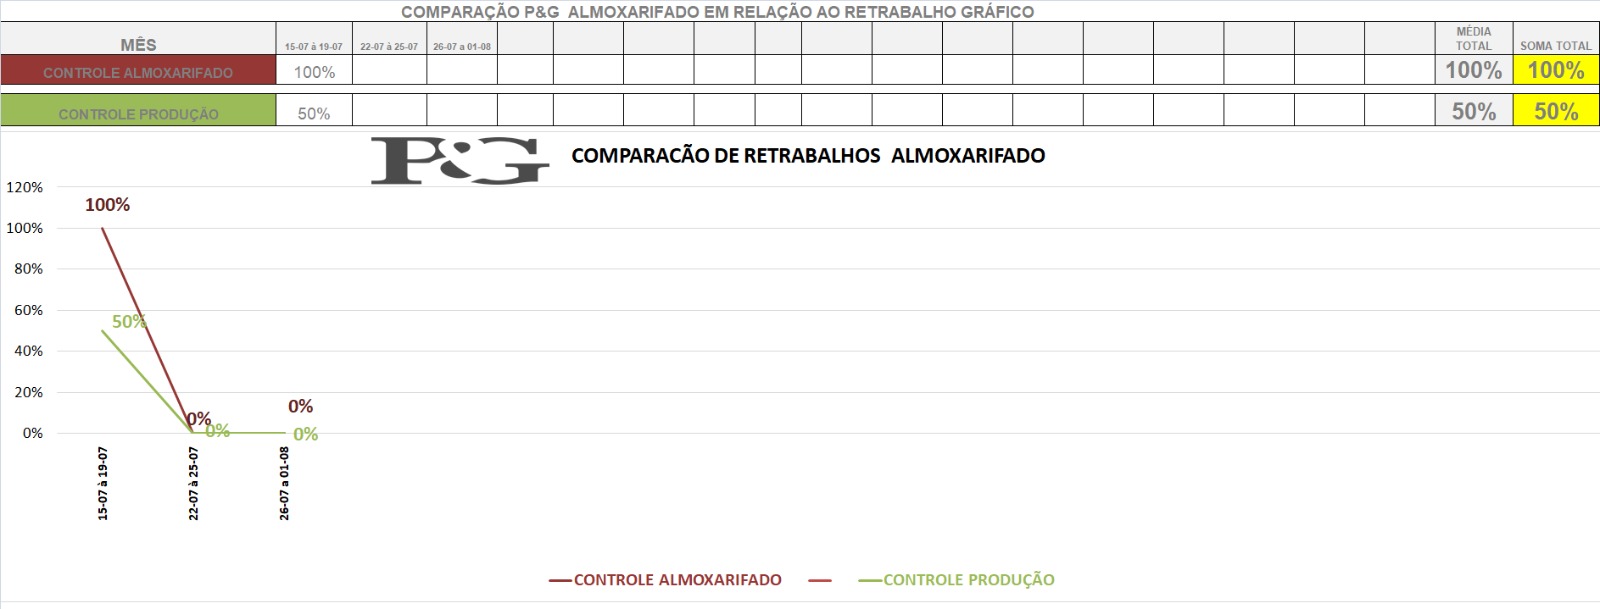 COMPARAÇÃO P&G ALMOXARIFADO EM RELAÇÃO AO RETRABALHO GRÁFICO
MÊS 15-07 à 19-07 22-07 à 25-07 26-07 a 01-08 MÉDIA TOTAL SOMA TOTAL
CONTROLE ALMOXARIFADO 100% 100% 100%
CONTROLE PRODUÇÃO 50% 50% 50%
P&G COMPARACÃO DE RETRABALHOS ALMOXARIFADO
120%
100%
80%
60%
40%
20%
0%
100%
50%
0%
0%
0%
0%
15-07 à 19-07
22-07 à 25-07
26-07 a 01-08
CONTROLE ALMOXARIFADO CONTROLE PRODUÇÃO